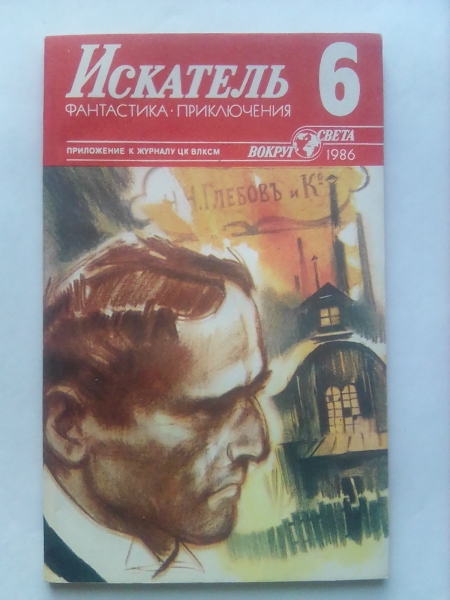 Искатель 6
ФАНТАСТИКА · ПРИКЛЮЧЕНИЯ
ПРИЛОЖЕНИЕ К ЖУРНАЛУ ЦК ВЛКСМ
ВОКРУГ СВЕТА
1986
Н. ГЛЕБОВЪ и Кº